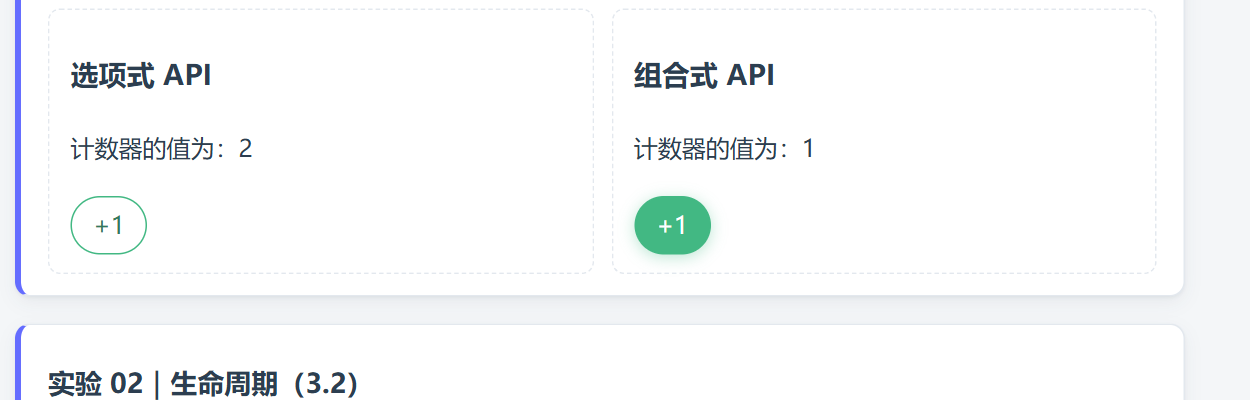 选项式 API
计数器的值为：2
+1
组合式 API
计数器的值为：1
+1
实验 02｜生命周期（3.2）